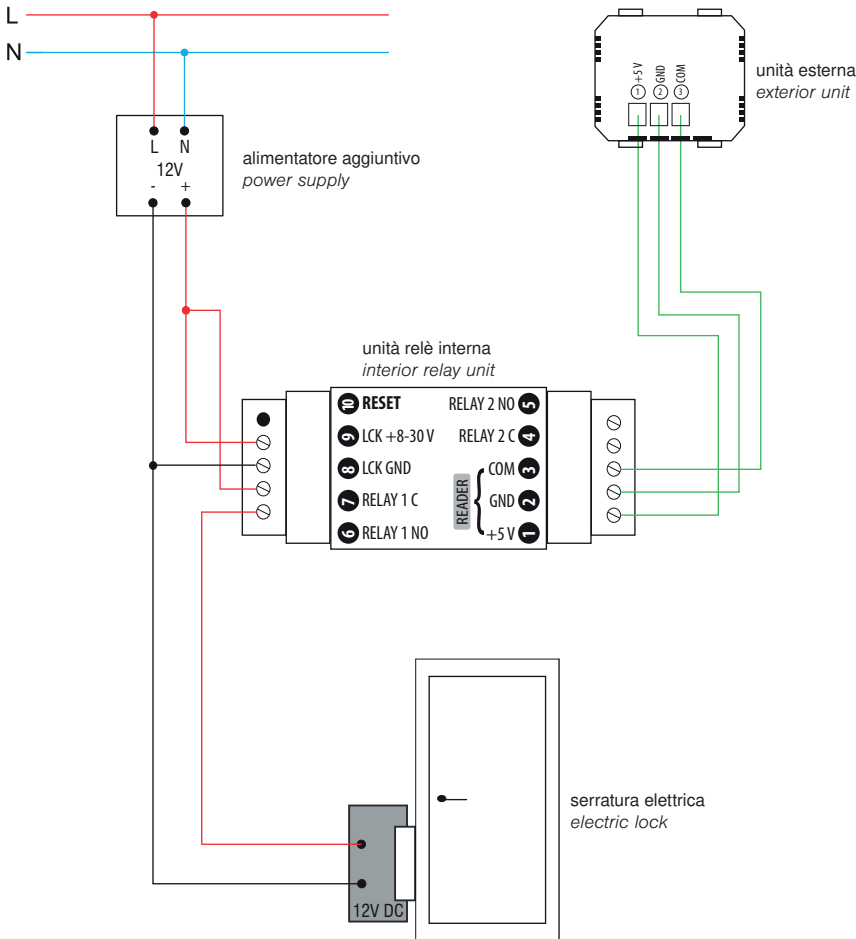 L
N
+5 V
GND
COM
1
2
3
unità esterna
exterior unit
L N
12V
- +
alimentatore aggiuntivo
power supply
unità relè interna
interior relay unit
10 RESET
9 LCK +8-30 V
8 LCK GND
7 RELAY 1 C
6 RELAY 1 NO
RELAY 2 NO 5
RELAY 2 C 4
READER
COM 3
GND 2
+5 V 1
serratura elettrica
electric lock
12V DC